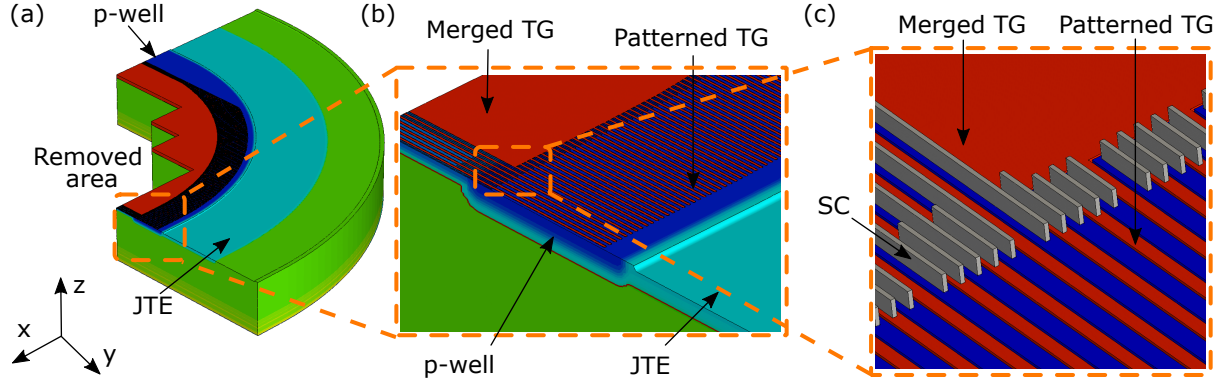 (a)
p-well
Removed
area
JTE
z
x
y
(b)
Merged TG
Patterned TG
p-well
JTE
(c)
Merged TG
Patterned TG
SC